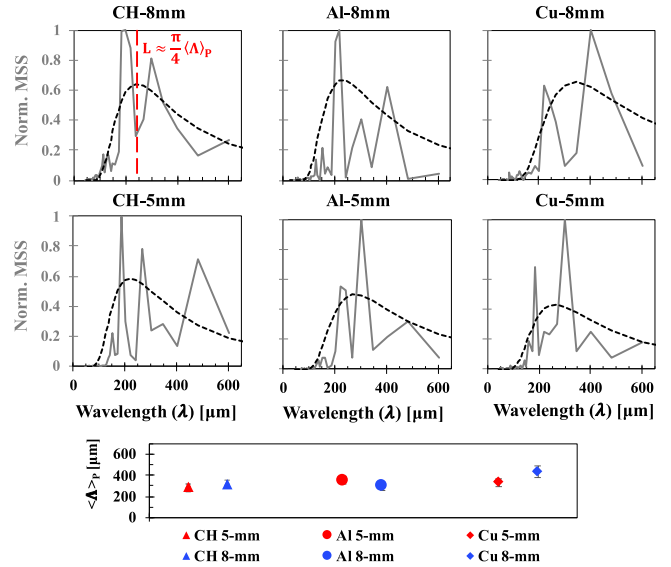 CH-8mm Al-8mm Cu-8mm
Norm. MSS
1
0.8
0.6
0.4
0.2
0
L ≈ π/4 ⟨Λ⟩P
CH-5mm Al-5mm Cu-5mm
Norm. MSS
1
0.8
0.6
0.4
0.2
0
0 200 400 600 0 200 400 600 0 200 400 600
Wavelength (λ) [µm] Wavelength (λ) [µm] Wavelength (λ) [µm]
<Λ>P [µm]
600
400
200
0
CH 5-mm Al 5-mm Cu 5-mm
CH 8-mm Al 8-mm Cu 8-mm